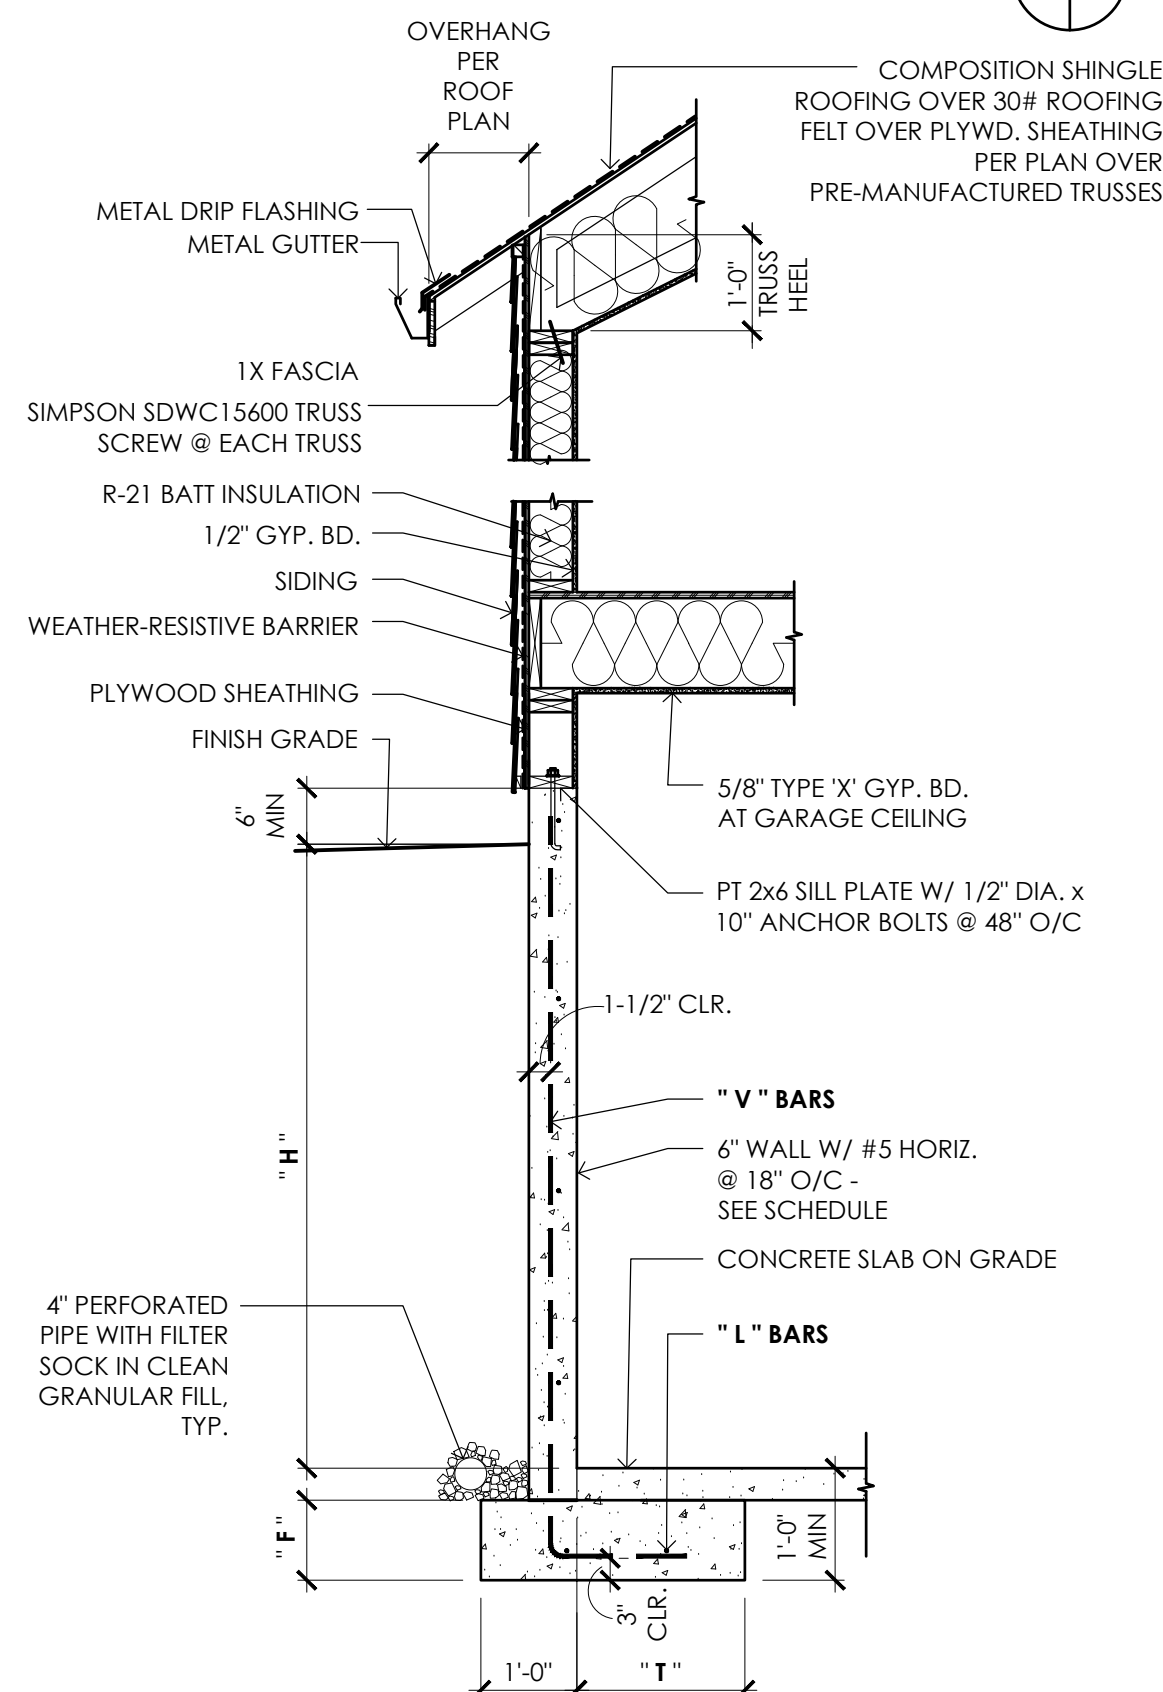 OVERHANG
PER
ROOF
PLAN
COMPOSITION SHINGLE
ROOFING OVER 30# ROOFING
FELT OVER PLYWD. SHEATHING
PER PLAN OVER
PRE-MANUFACTURED TRUSSES
METAL DRIP FLASHING
METAL GUTTER
1'-0"
TRUSS
HEEL
1X FASCIA
SIMPSON SDWC15600 TRUSS
SCREW @ EACH TRUSS
R-21 BATT INSULATION
1/2" GYP. BD.
SIDING
WEATHER-RESISTIVE BARRIER
PLYWOOD SHEATHING
FINISH GRADE
6"
MIN
5/8" TYPE 'X' GYP. BD.
AT GARAGE CEILING
PT 2x6 SILL PLATE W/ 1/2" DIA. x
10" ANCHOR BOLTS @ 48" O/C
1-1/2" CLR.
" V " BARS
6" WALL W/ #5 HORIZ.
@ 18" O/C -
SEE SCHEDULE
" H "
CONCRETE SLAB ON GRADE
4" PERFORATED
PIPE WITH FILTER
SOCK IN CLEAN
GRANULAR FILL,
TYP.
" L " BARS
" F "
1'-0"
MIN
3"
CLR.
1'-0"
" T "